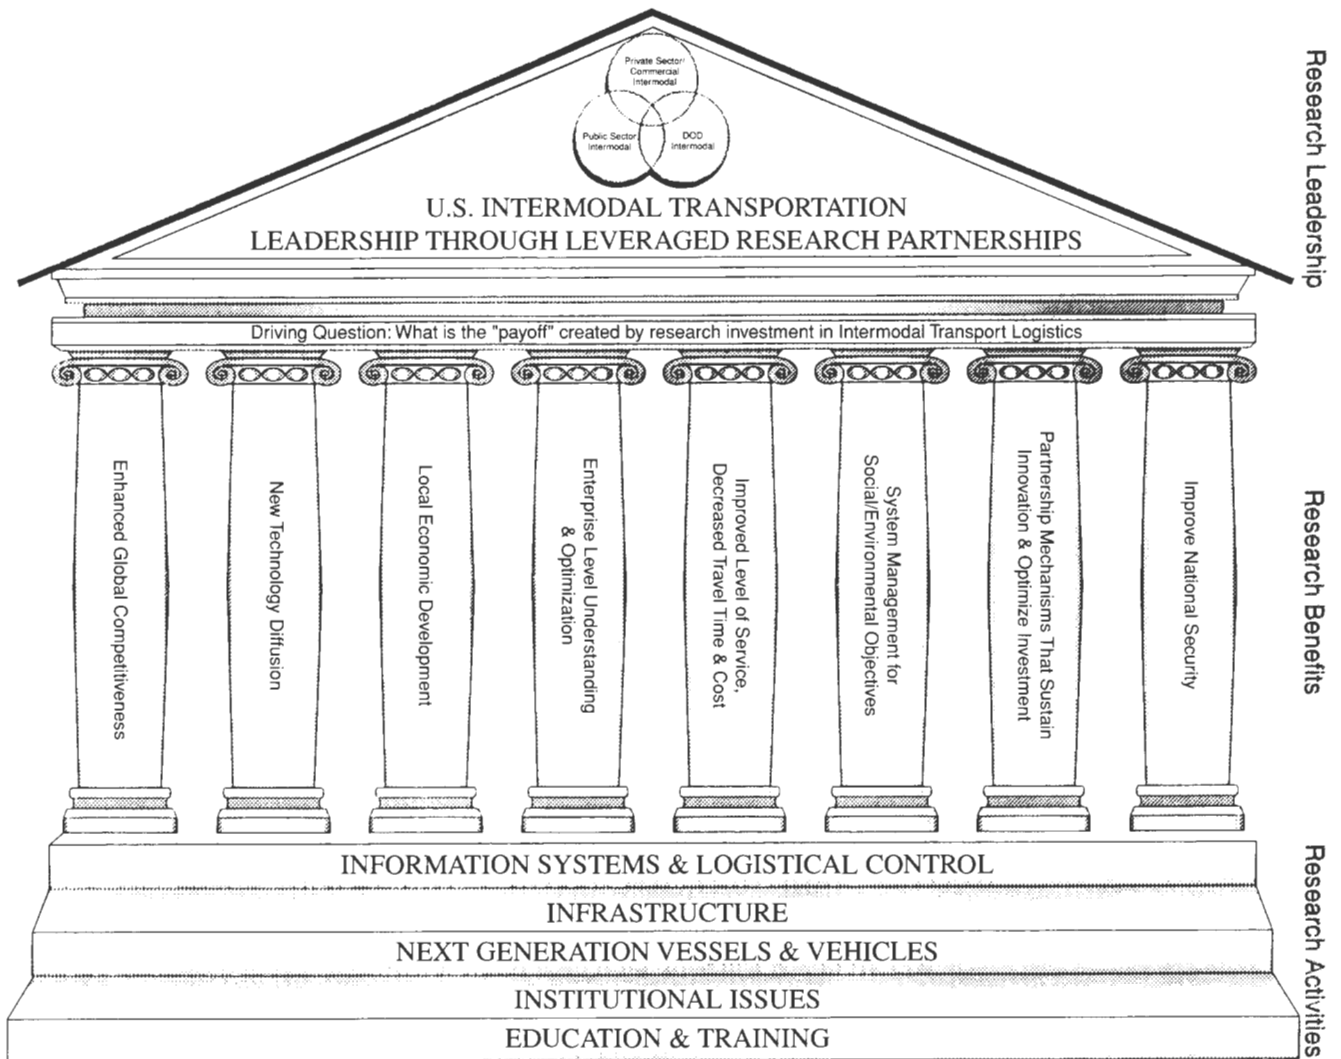 Private Sector/
Commercial
Intermodal
Public Sector
Intermodal
DOD
Intermodal
U.S. INTERMODAL TRANSPORTATION
LEADERSHIP THROUGH LEVERAGED RESEARCH PARTNERSHIPS
Research Leadership
Driving Question: What is the "payoff" created by research investment in Intermodal Transport Logistics
Enhanced Global Competitiveness
New Technology Diffusion
Local Economic Development
Enterprise Level Understanding
& Optimization
Improved Level of Service,
Decreased Travel Time & Cost
System Management for
Social/Environmental Objectives
Partnership Mechanisms That Sustain
Innovation & Optimize Investment
Improve National Security
Research Benefits
INFORMATION SYSTEMS & LOGISTICAL CONTROL
INFRASTRUCTURE
NEXT GENERATION VESSELS & VEHICLES
INSTITUTIONAL ISSUES
EDUCATION & TRAINING
Research Activities